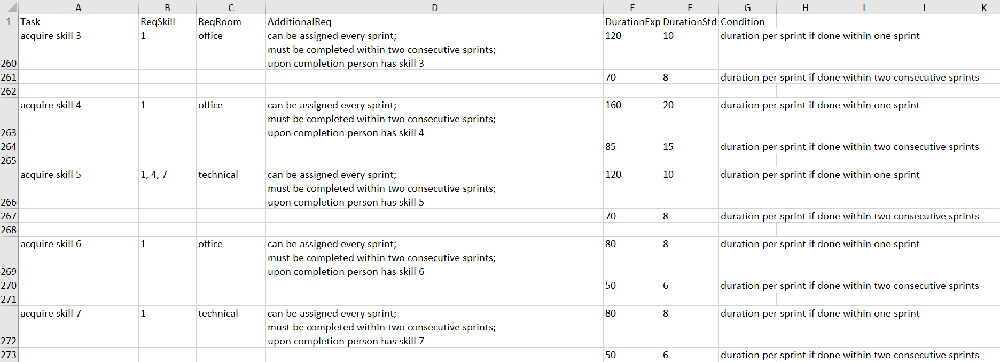 A B C D E F G H I J K
1 Task ReqSkill ReqRoom AdditionalReq DurationExp DurationStd Condition
acquire skill 3 1 office can be assigned every sprint; 120 10 duration per sprint if done within one sprint
must be completed within two consecutive sprints;
260 upon completion person has skill 3
261 70 8 duration per sprint if done within two consecutive sprints
262
acquire skill 4 1 office can be assigned every sprint; 160 20 duration per sprint if done within one sprint
must be completed within two consecutive sprints;
263 upon completion person has skill 4
264 85 15 duration per sprint if done within two consecutive sprints
265
acquire skill 5 1, 4, 7 technical can be assigned every sprint; 120 10 duration per sprint if done within one sprint
must be completed within two consecutive sprints;
266 upon completion person has skill 5
267 70 8 duration per sprint if done within two consecutive sprints
268
acquire skill 6 1 office can be assigned every sprint; 80 8 duration per sprint if done within one sprint
must be completed within two consecutive sprints;
269 upon completion person has skill 6
270 50 6 duration per sprint if done within two consecutive sprints
271
acquire skill 7 1 technical can be assigned every sprint; 80 8 duration per sprint if done within one sprint
must be completed within two consecutive sprints;
272 upon completion person has skill 7
273 50 6 duration per sprint if done within two consecutive sprints